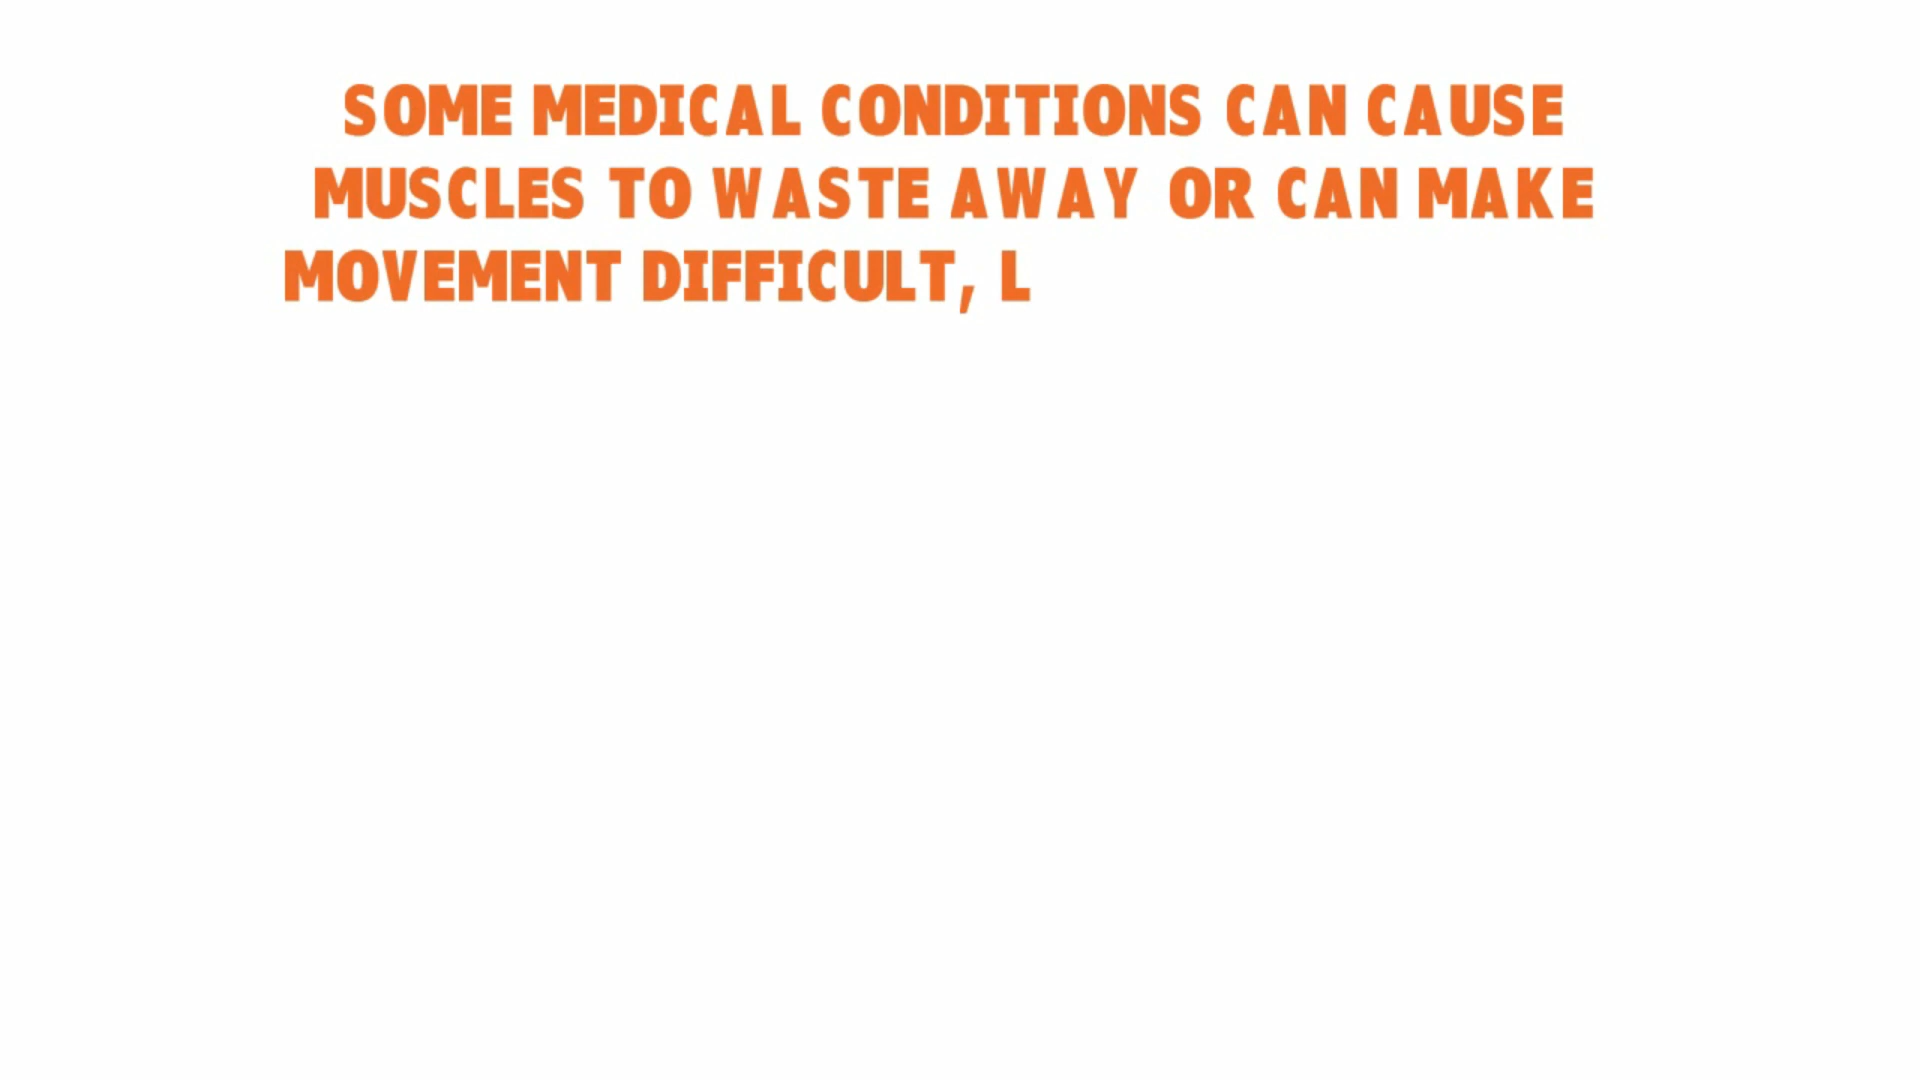 SOME MEDICAL CONDITIONS CAN CAUSE
MUSCLES TO WASTE AWAY OR CAN MAKE
MOVEMENT DIFFICULT, L